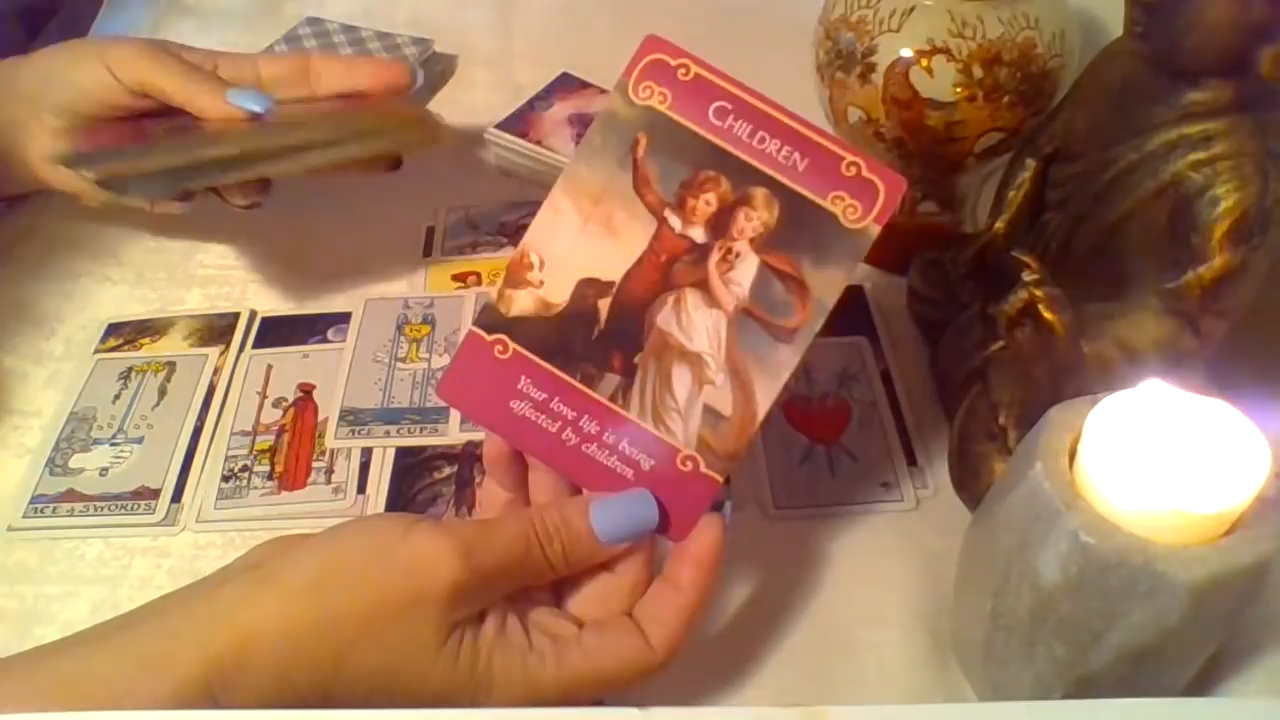 CHILDREN
Your love life is being
affected by children.
ACE of CUPS
ACE of SWORDS